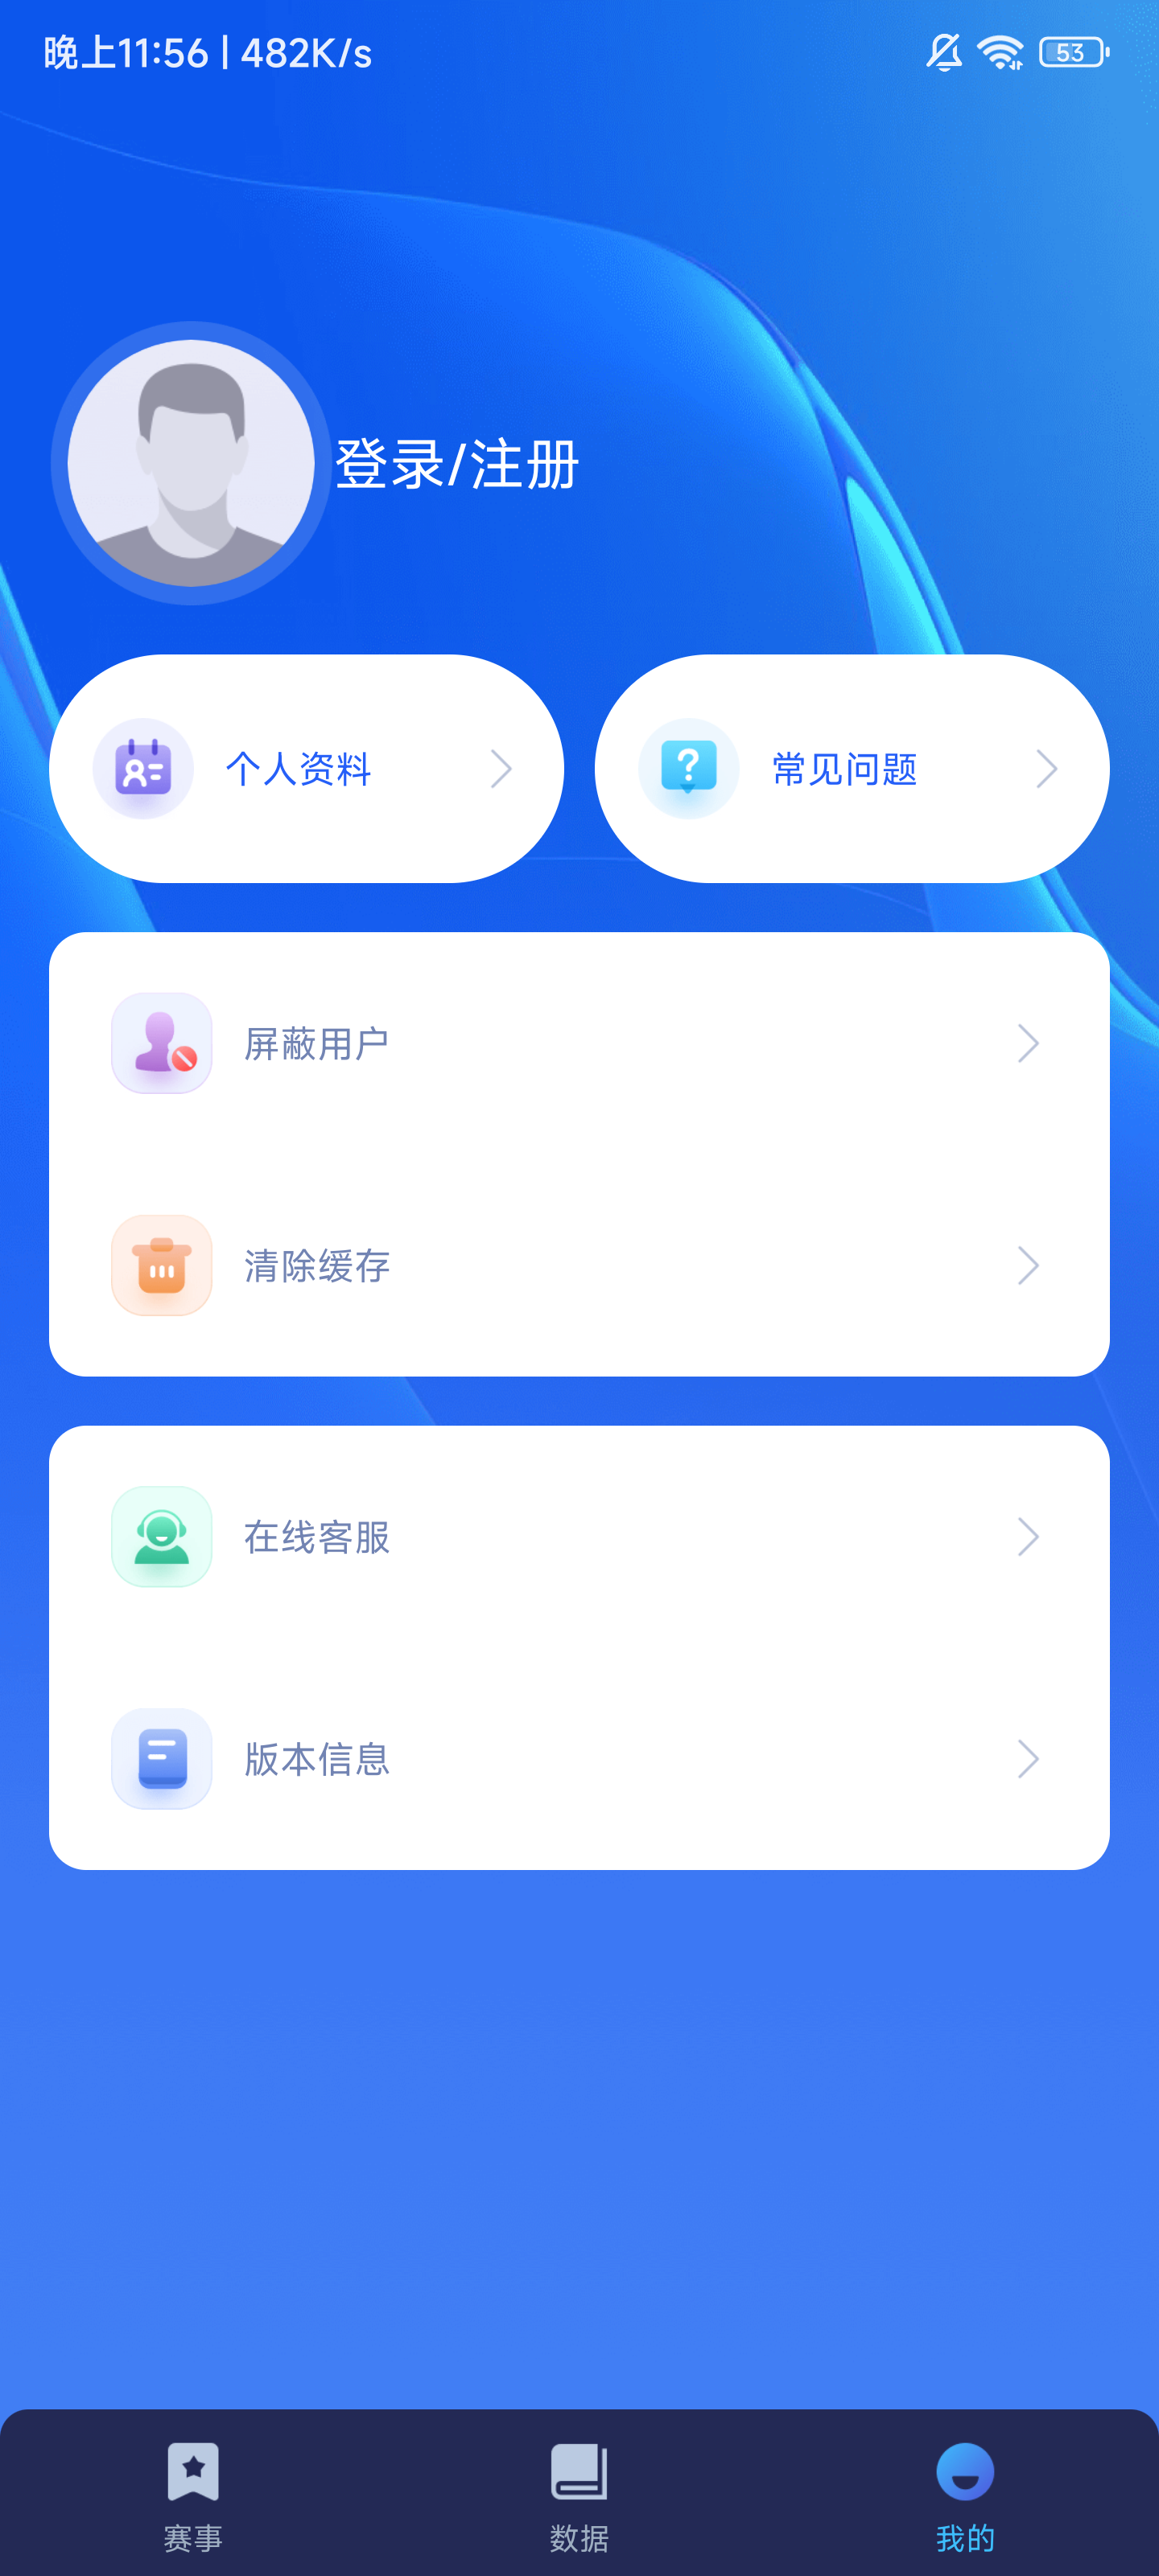 晚上11:56 | 482K/s
53
登录/注册
个人资料
常见问题
屏蔽用户
清除缓存
在线客服
版本信息
赛事
数据
我的